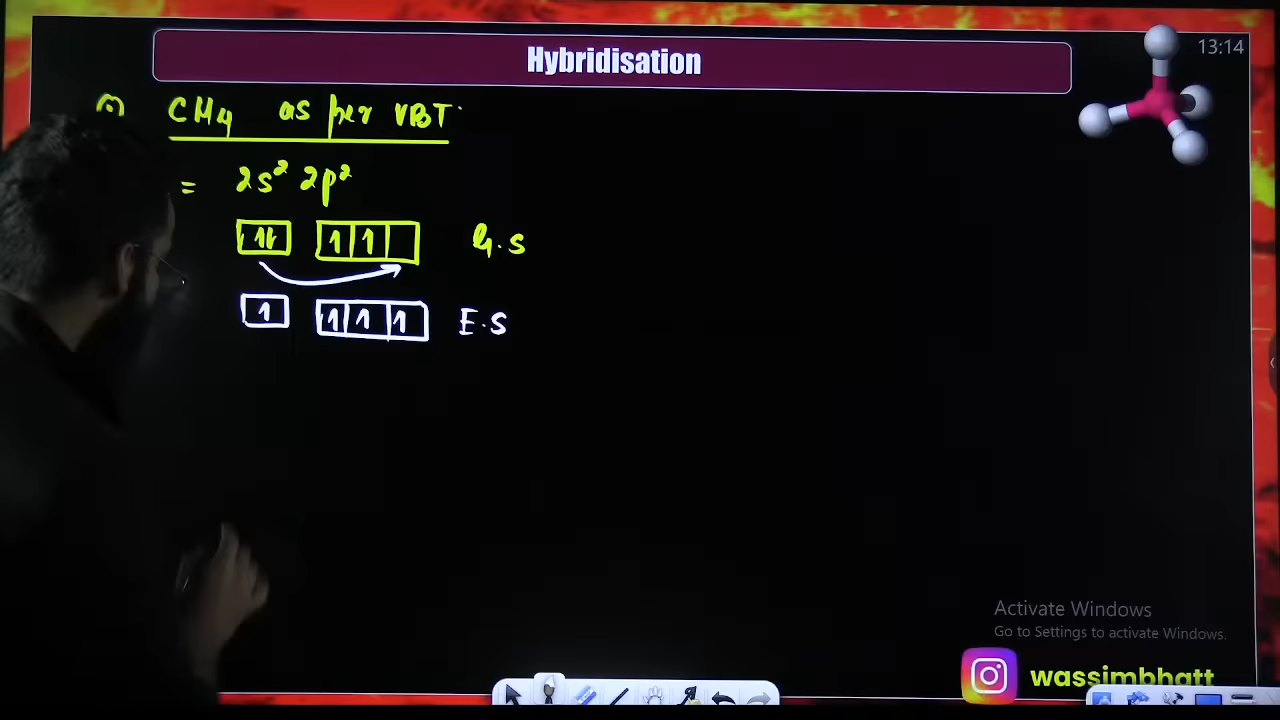 Hybridisation
13:14
CH4 as per VBT
= 2s² 2p²
1⇂ 1 1 G.S
1 1 1 1 E.S
Activate Windows
Go to Settings to activate Windows.
wassimbhatt